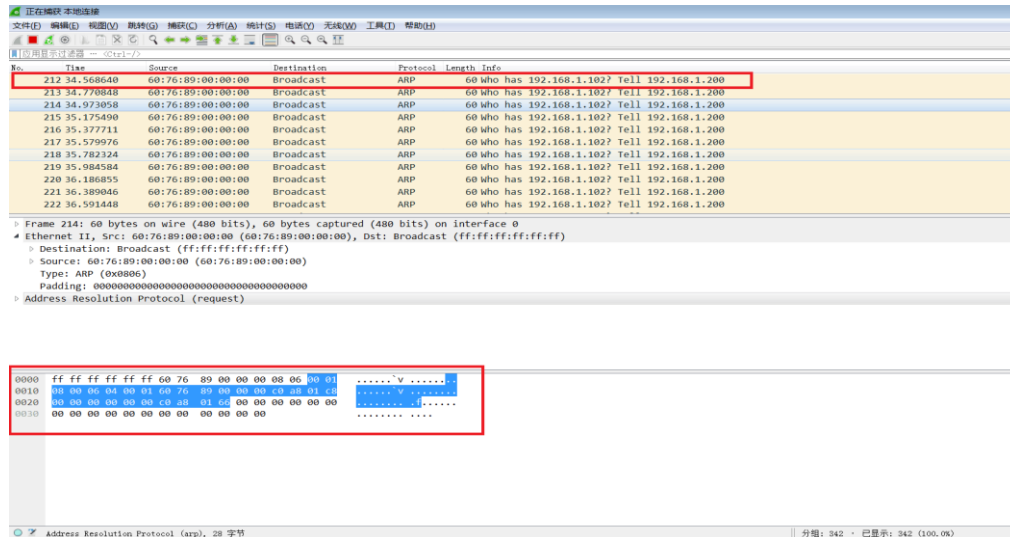 正在捕获 本地连接
文件(F) 编辑(E) 视图(V) 跳转(G) 捕获(C) 分析(A) 统计(S) 电话(Y) 无线(W) 工具(T) 帮助(H)
应用显示过滤器 … <Ctrl-/>
No. Time Source Destination Protocol Length Info
212 34.568640 60:76:89:00:00:00 Broadcast ARP 60 Who has 192.168.1.102? Tell 192.168.1.200
213 34.770848 60:76:89:00:00:00 Broadcast ARP 60 Who has 192.168.1.102? Tell 192.168.1.200
214 34.973058 60:76:89:00:00:00 Broadcast ARP 60 Who has 192.168.1.102? Tell 192.168.1.200
215 35.175490 60:76:89:00:00:00 Broadcast ARP 60 Who has 192.168.1.102? Tell 192.168.1.200
216 35.377711 60:76:89:00:00:00 Broadcast ARP 60 Who has 192.168.1.102? Tell 192.168.1.200
217 35.579976 60:76:89:00:00:00 Broadcast ARP 60 Who has 192.168.1.102? Tell 192.168.1.200
218 35.782324 60:76:89:00:00:00 Broadcast ARP 60 Who has 192.168.1.102? Tell 192.168.1.200
219 35.984584 60:76:89:00:00:00 Broadcast ARP 60 Who has 192.168.1.102? Tell 192.168.1.200
220 36.186855 60:76:89:00:00:00 Broadcast ARP 60 Who has 192.168.1.102? Tell 192.168.1.200
221 36.389046 60:76:89:00:00:00 Broadcast ARP 60 Who has 192.168.1.102? Tell 192.168.1.200
222 36.591448 60:76:89:00:00:00 Broadcast ARP 60 Who has 192.168.1.102? Tell 192.168.1.200
Frame 214: 60 bytes on wire (480 bits), 60 bytes captured (480 bits) on interface 0
Ethernet II, Src: 60:76:89:00:00:00 (60:76:89:00:00:00), Dst: Broadcast (ff:ff:ff:ff:ff:ff)
Destination: Broadcast (ff:ff:ff:ff:ff:ff)
Source: 60:76:89:00:00:00 (60:76:89:00:00:00)
Type: ARP (0x0806)
Padding: 000000000000000000000000000000000000
Address Resolution Protocol (request)
0000 ff ff ff ff ff ff 60 76 89 00 00 00 08 06 00 01 ......`v ........
0010 08 00 06 04 00 01 60 76 89 00 00 00 c0 a8 01 c8 ......`v ........
0020 00 00 00 00 00 00 c0 a8 01 66 00 00 00 00 00 00 ........ .f......
0030 00 00 00 00 00 00 00 00 00 00 00 00 ........ ....
Address Resolution Protocol (arp), 28 字节
分组: 342 · 已显示: 342 (100.0%)